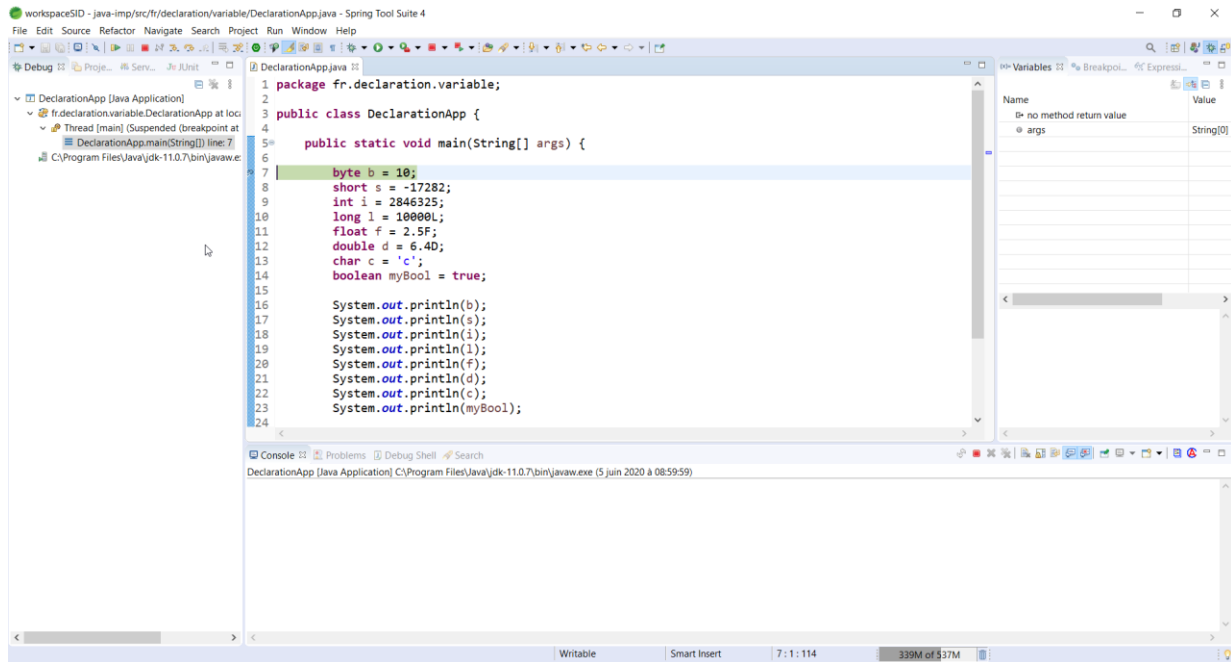 workspaceSID - java-imp/src/fr/declaration/variable/DeclarationApp.java - Spring Tool Suite 4
File Edit Source Refactor Navigate Search Project Run Window Help
Debug Proje... Serv... JUnit
DeclarationApp [Java Application]
fr.declaration.variable.DeclarationApp at loca
Thread [main] (Suspended (breakpoint at
DeclarationApp.main(String[]) line: 7
C:\Program Files\Java\jdk-11.0.7\bin\javaw.e
DeclarationApp.java
1 package fr.declaration.variable;
2
3 public class DeclarationApp {
4
5 public static void main(String[] args) {
6
7 byte b = 10;
8 short s = -17282;
9 int i = 2846325;
10 long l = 10000L;
11 float f = 2.5F;
12 double d = 6.4D;
13 char c = 'c';
14 boolean myBool = true;
15
16 System.out.println(b);
17 System.out.println(s);
18 System.out.println(i);
19 System.out.println(l);
20 System.out.println(f);
21 System.out.println(d);
22 System.out.println(c);
23 System.out.println(myBool);
24
Variables Breakpoi... Expressi...
Name Value
no method return value
args String[0]
Console Problems Debug Shell Search
DeclarationApp [Java Application] C:\Program Files\Java\jdk-11.0.7\bin\javaw.exe (5 juin 2020 à 08:59:59)
Writable Smart Insert 7 : 1 : 114 339M of 537M